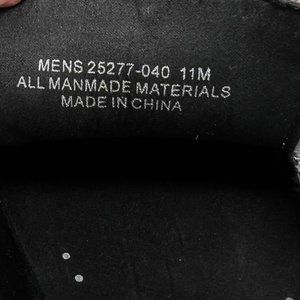 MENS 25277-040 11M
ALL MANMADE MATERIALS
MADE IN CHINA